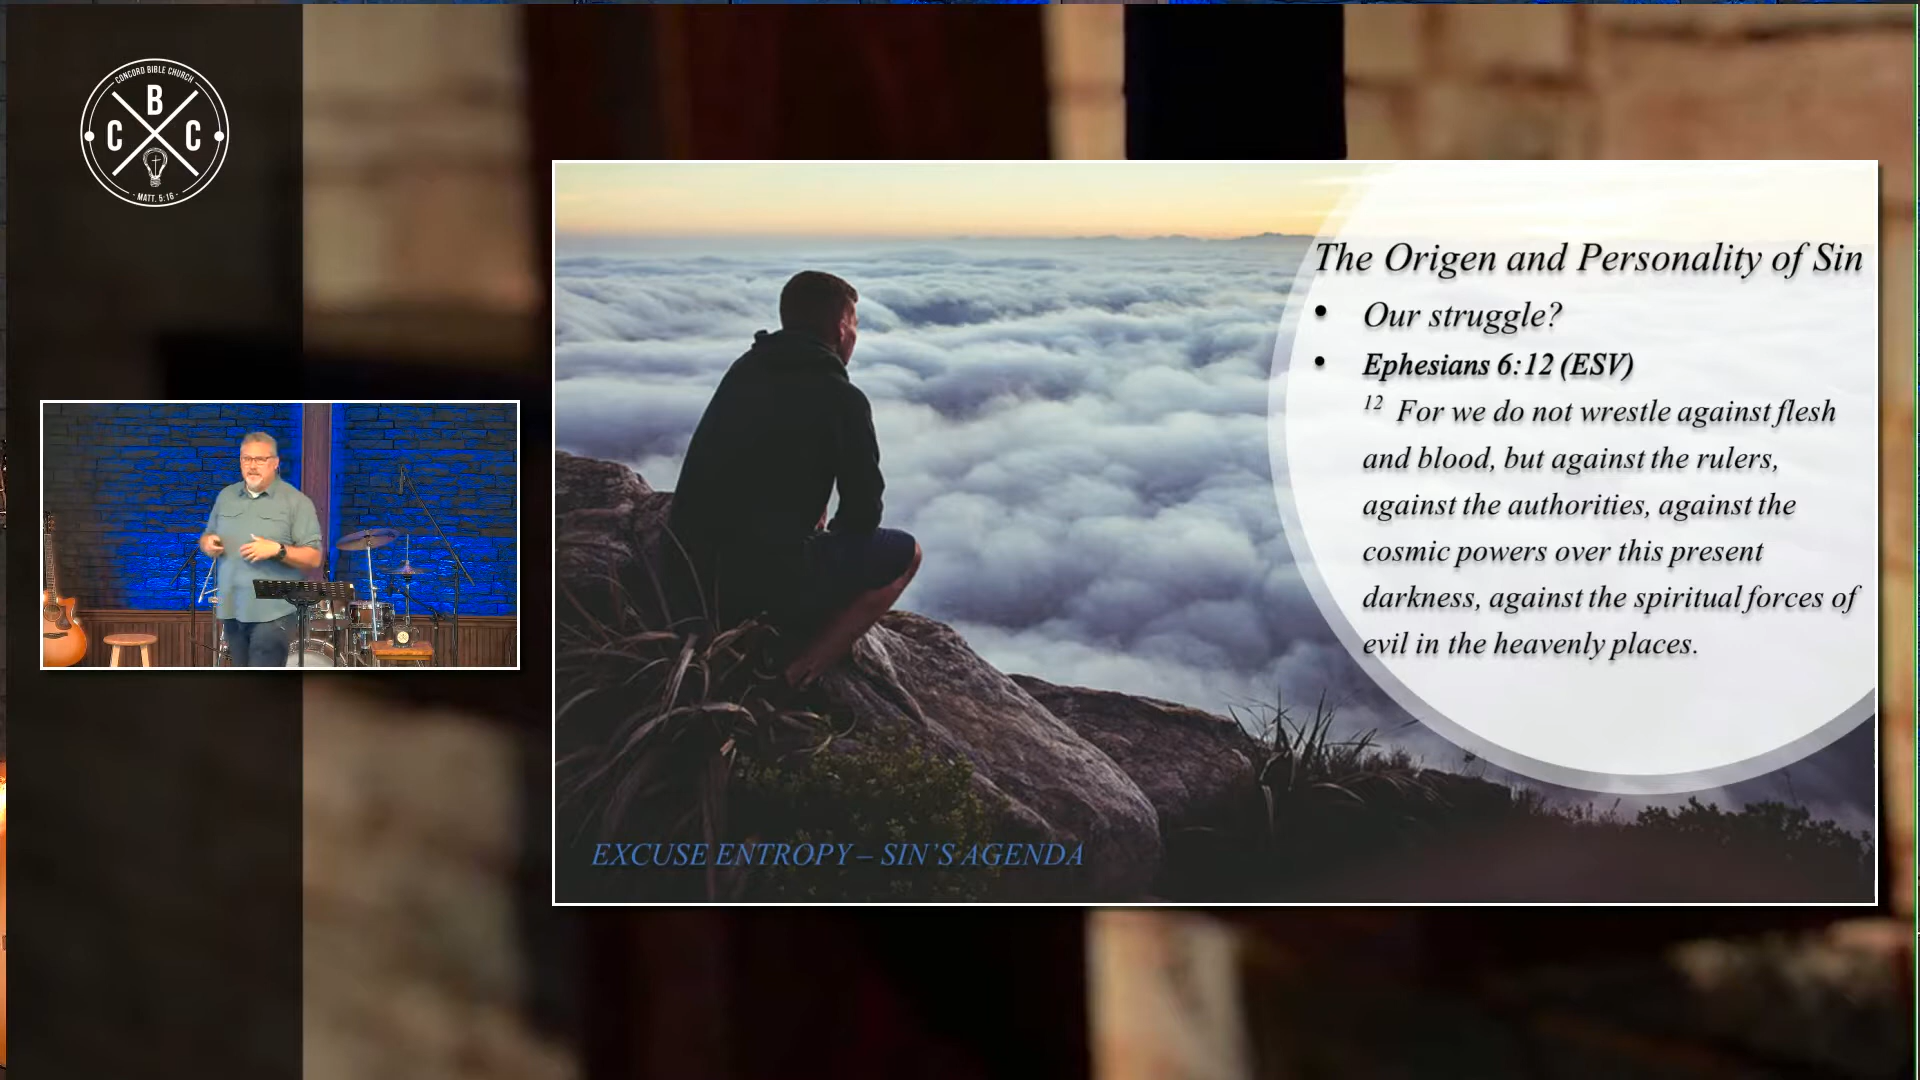 CONCORD BIBLE CHURCH
B
C C
MATT. 5:16
The Origen and Personality of Sin
• Our struggle?
• Ephesians 6:12 (ESV)
12 For we do not wrestle against flesh
and blood, but against the rulers,
against the authorities, against the
cosmic powers over this present
darkness, against the spiritual forces of
evil in the heavenly places.
EXCUSE ENTROPY – SIN'S AGENDA